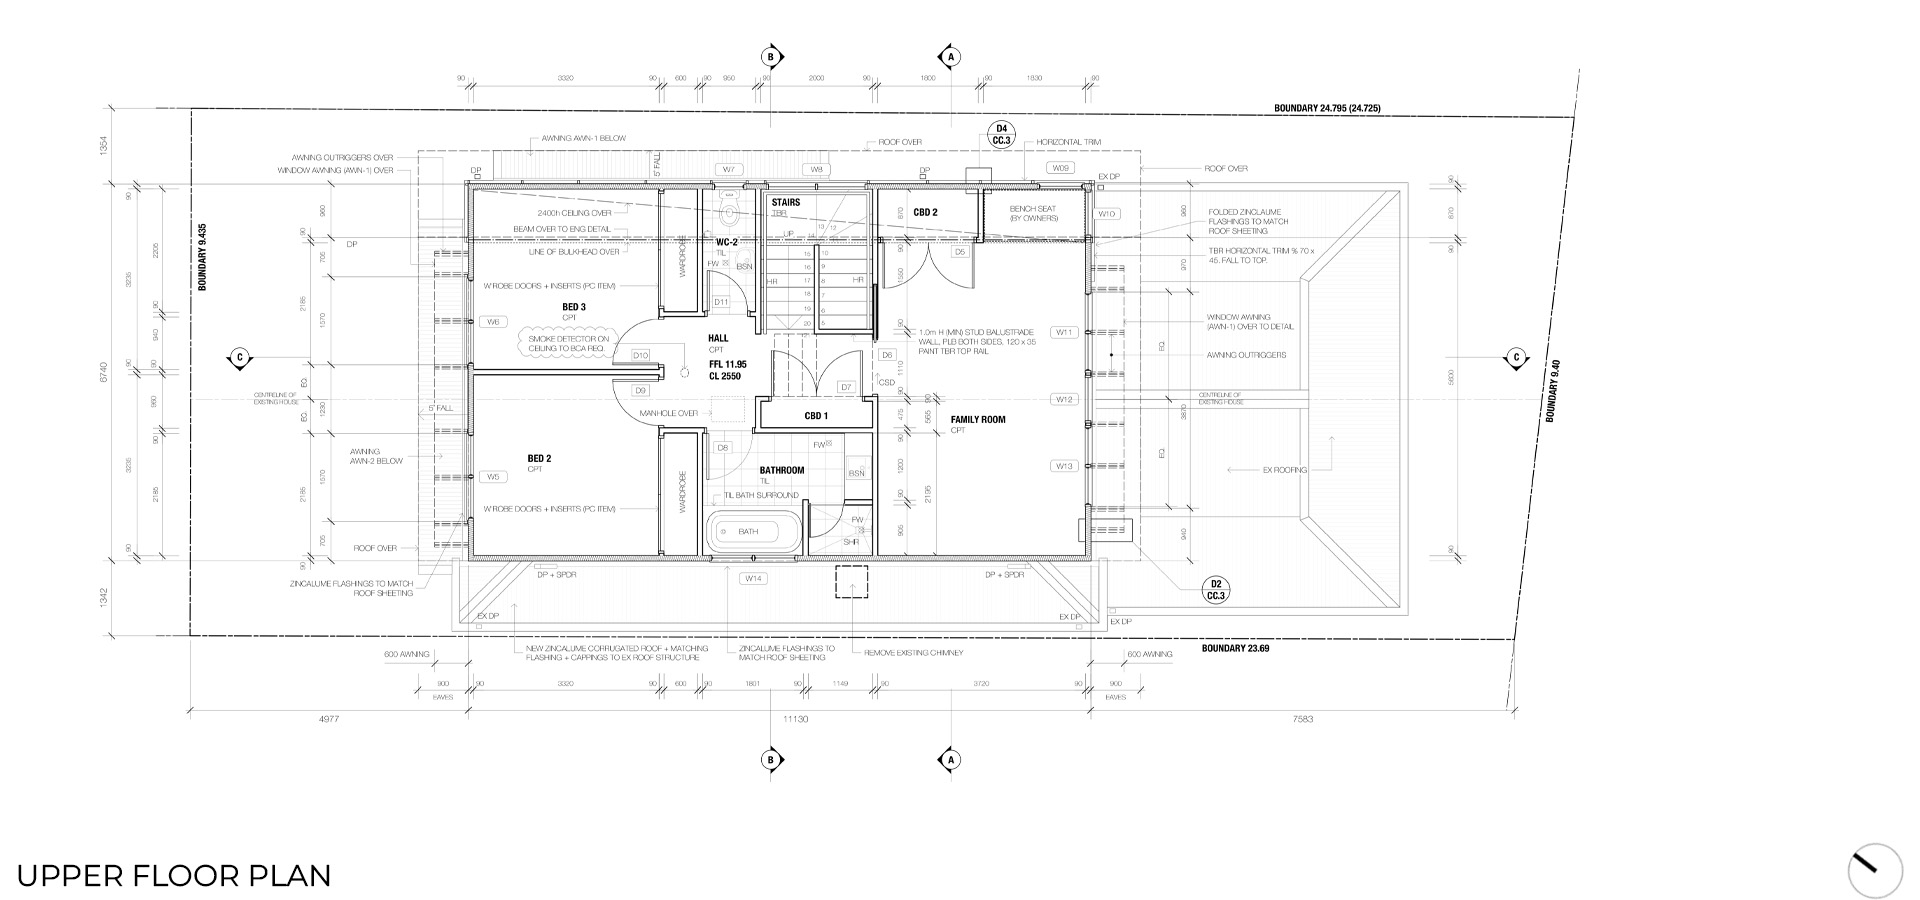 B
A
90
3320
90
600
90
950
90
2000
90
1800
90
1830
90
BOUNDARY 24.795 (24.725)
1354
AWNING AWN-1 BELOW
5° FALL
ROOF OVER
D4
CC.3
HORIZONTAL TRIM
AWNING OUTRIGGERS OVER
WINDOW AWNING (AWN-1) OVER
DP
W7
W8
DP
W09
ROOF OVER
EX DP
BOUNDARY 9.435
DP
2400h CEILING OVER
BEAM OVER TO ENG DETAIL
LINE OF BULKHEAD OVER
WARDROBE
WC-2
TIL
FW
BSN
STAIRS
TBR
UP
CBD 2
BENCH SEAT
(BY OWNERS)
W10
FOLDED ZINCLAUME
FLASHINGS TO MATCH
ROOF SHEETING
TBR HORIZONTAL TRIM % 70 x
45. FALL TO TOP.
D5
W'ROBE DOORS + INSERTS (PC ITEM)
D11
HR
HR
BED 3
CPT
W6
SMOKE DETECTOR ON
CEILING TO BCA REQ.
D10
HALL
CPT
FFL 11.95
CL 2550
1.0m H (MIN) STUD BALUSTRADE
WALL, PLB BOTH SIDES, 120 x 35
PAINT TBR TOP RAIL
W11
WINDOW AWNING
(AWN-1) OVER TO DETAIL
AWNING OUTRIGGERS
C
C
6740
D6
CSD
D7
D9
CENTRELINE OF
EXISTING HOUSE
5° FALL
MANHOLE OVER
CBD 1
FAMILY ROOM
CPT
W12
CENTRELINE OF
EXISTING HOUSE
BOUNDARY 9.40
AWNING
AWN-2 BELOW
BED 2
CPT
W5
D8
FW
BATHROOM
TIL
BSN
W13
EX ROOFING
WARDROBE
TIL BATH SURROUND
W'ROBE DOORS + INSERTS (PC ITEM)
BATH
FW
SHR
ROOF OVER
ZINCALUME FLASHINGS TO MATCH
ROOF SHEETING
DP + SPDR
W14
DP + SPDR
D2
CC.3
1342
EX DP
EX DP
EX DP
600 AWNING
NEW ZINCALUME CORRUGATED ROOF + MATCHING
FLASHING + CAPPINGS TO EX ROOF STRUCTURE
ZINCALUME FLASHINGS TO
MATCH ROOF SHEETING
REMOVE EXISTING CHIMNEY
600 AWNING
BOUNDARY 23.69
900
90
3320
90
600
90
1801
90
1149
90
3720
90
900
EAVES
EAVES
4977
11130
7583
B
A
UPPER FLOOR PLAN